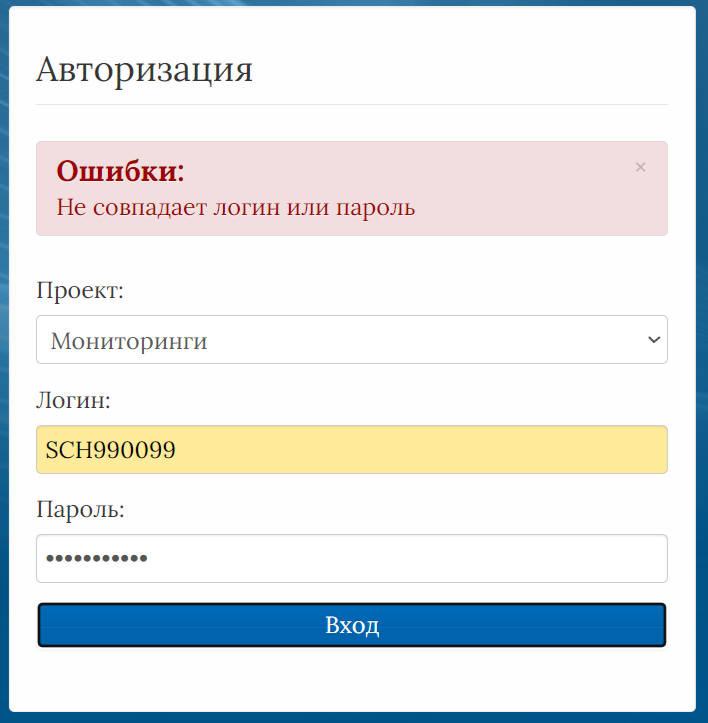 Авторизация
Ошибки:
×
Не совпадает логин или пароль
Проект:
Мониторинги
Логин:
SCH990099
Пароль:
•••••••••••
Вход